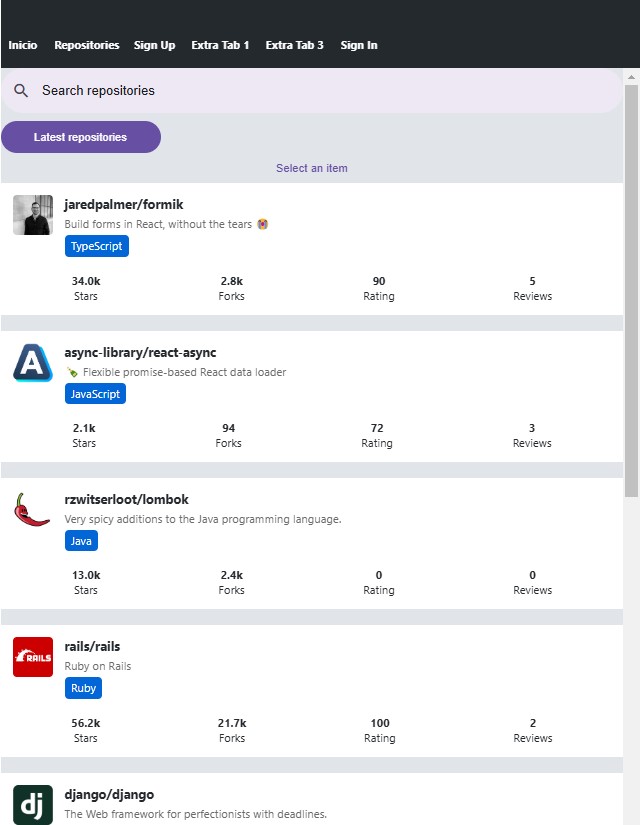 Inicio Repositories Sign Up Extra Tab 1 Extra Tab 3 Sign In
Search repositories
Latest repositories
Select an item
jaredpalmer/formik
Build forms in React, without the tears
TypeScript
34.0k 2.8k 90 5
Stars Forks Rating Reviews
A
async-library/react-async
Flexible promise-based React data loader
JavaScript
2.1k 94 72 3
Stars Forks Rating Reviews
rzwitserloot/lombok
Very spicy additions to the Java programming language.
Java
13.0k 2.4k 0 0
Stars Forks Rating Reviews
RAILS
rails/rails
Ruby on Rails
Ruby
56.2k 21.7k 100 2
Stars Forks Rating Reviews
dj
django/django
The Web framework for perfectionists with deadlines.